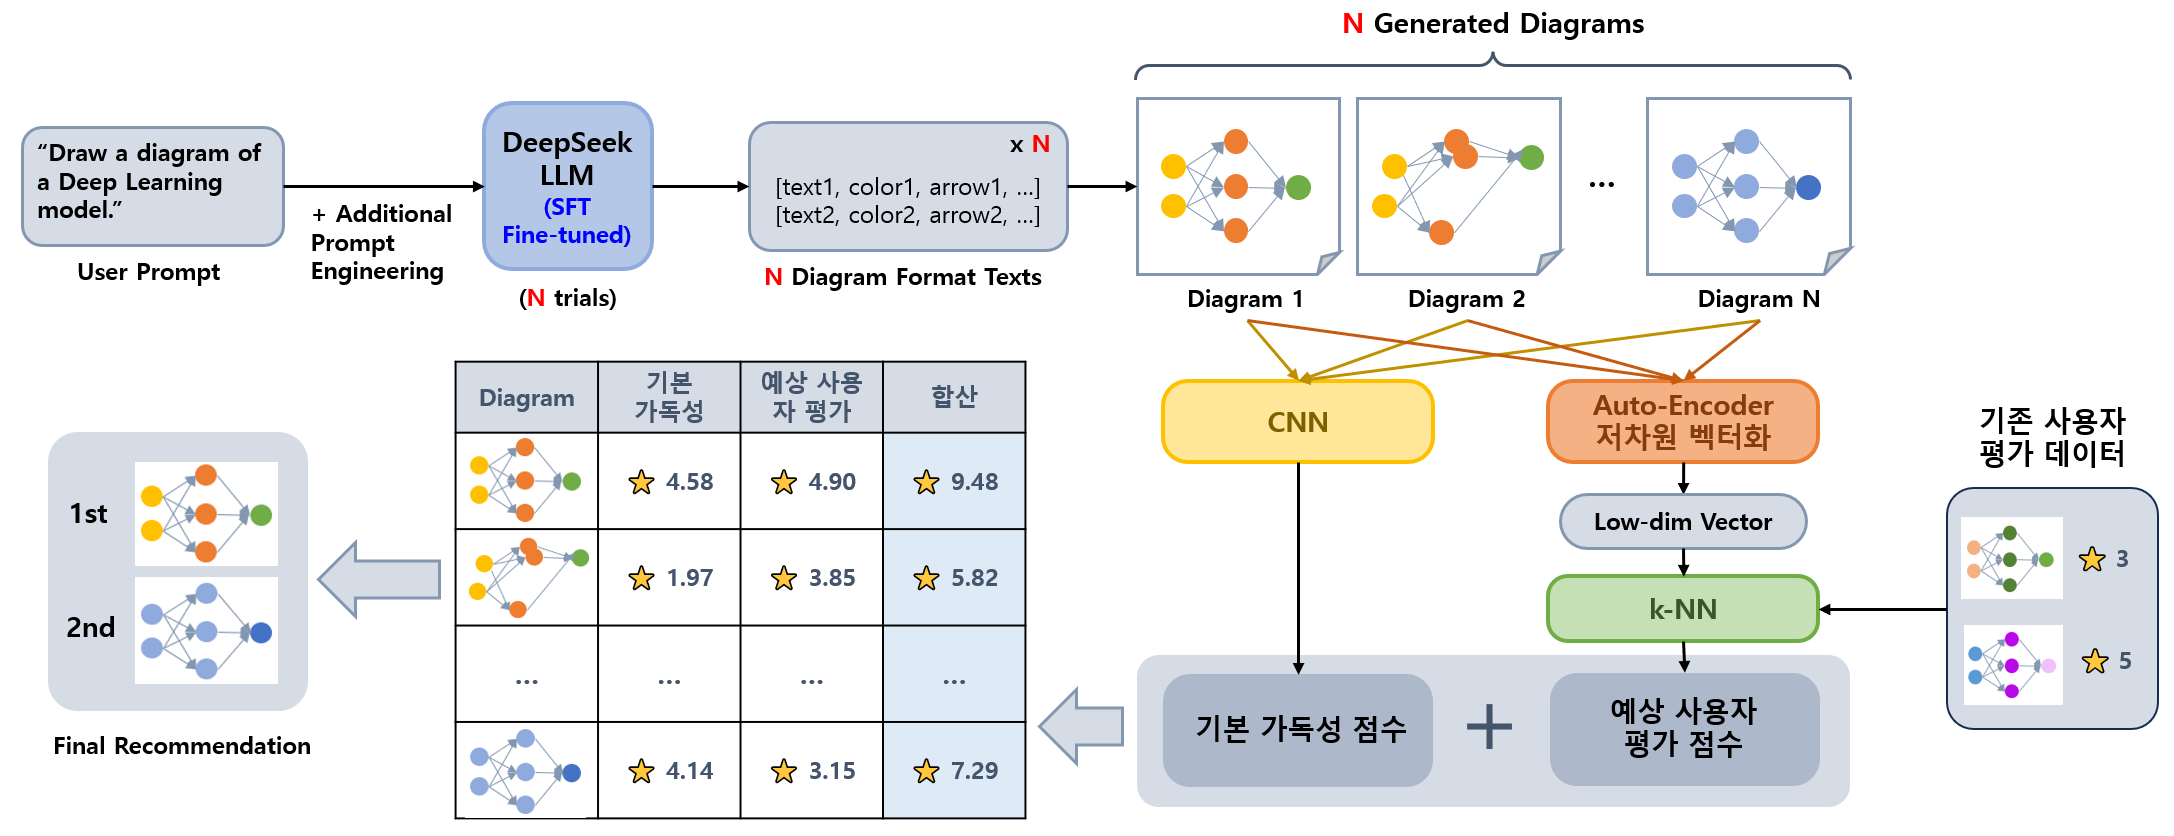 N Generated Diagrams
“Draw a diagram of
a Deep Learning
model.”
User Prompt
+ Additional
Prompt
Engineering
DeepSeek
LLM
(SFT
Fine-tuned)
(N trials)
x N
[text1, color1, arrow1, ...]
[text2, color2, arrow2, ...]
N Diagram Format Texts
...
Diagram 1
Diagram 2
Diagram N
CNN
Auto-Encoder
저차원 벡터화
Low-dim Vector
k-NN
기존 사용자
평가 데이터
3
5
기본 가독성 점수
+
예상 사용자
평가 점수
Diagram
기본
가독성
예상 사용
자 평가
합산
4.58
4.90
9.48
1.97
3.85
5.82
...
...
...
...
4.14
3.15
7.29
1st
2nd
Final Recommendation